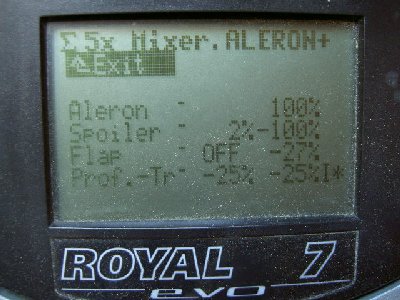 Σ5x Mixer.ALERON+
△Exit
Aleron - 100%
Spoiler - 2% -100%
Flap OFF -27%
Prof.-Tr - -25% -25%I*
ROYAL 7
evo